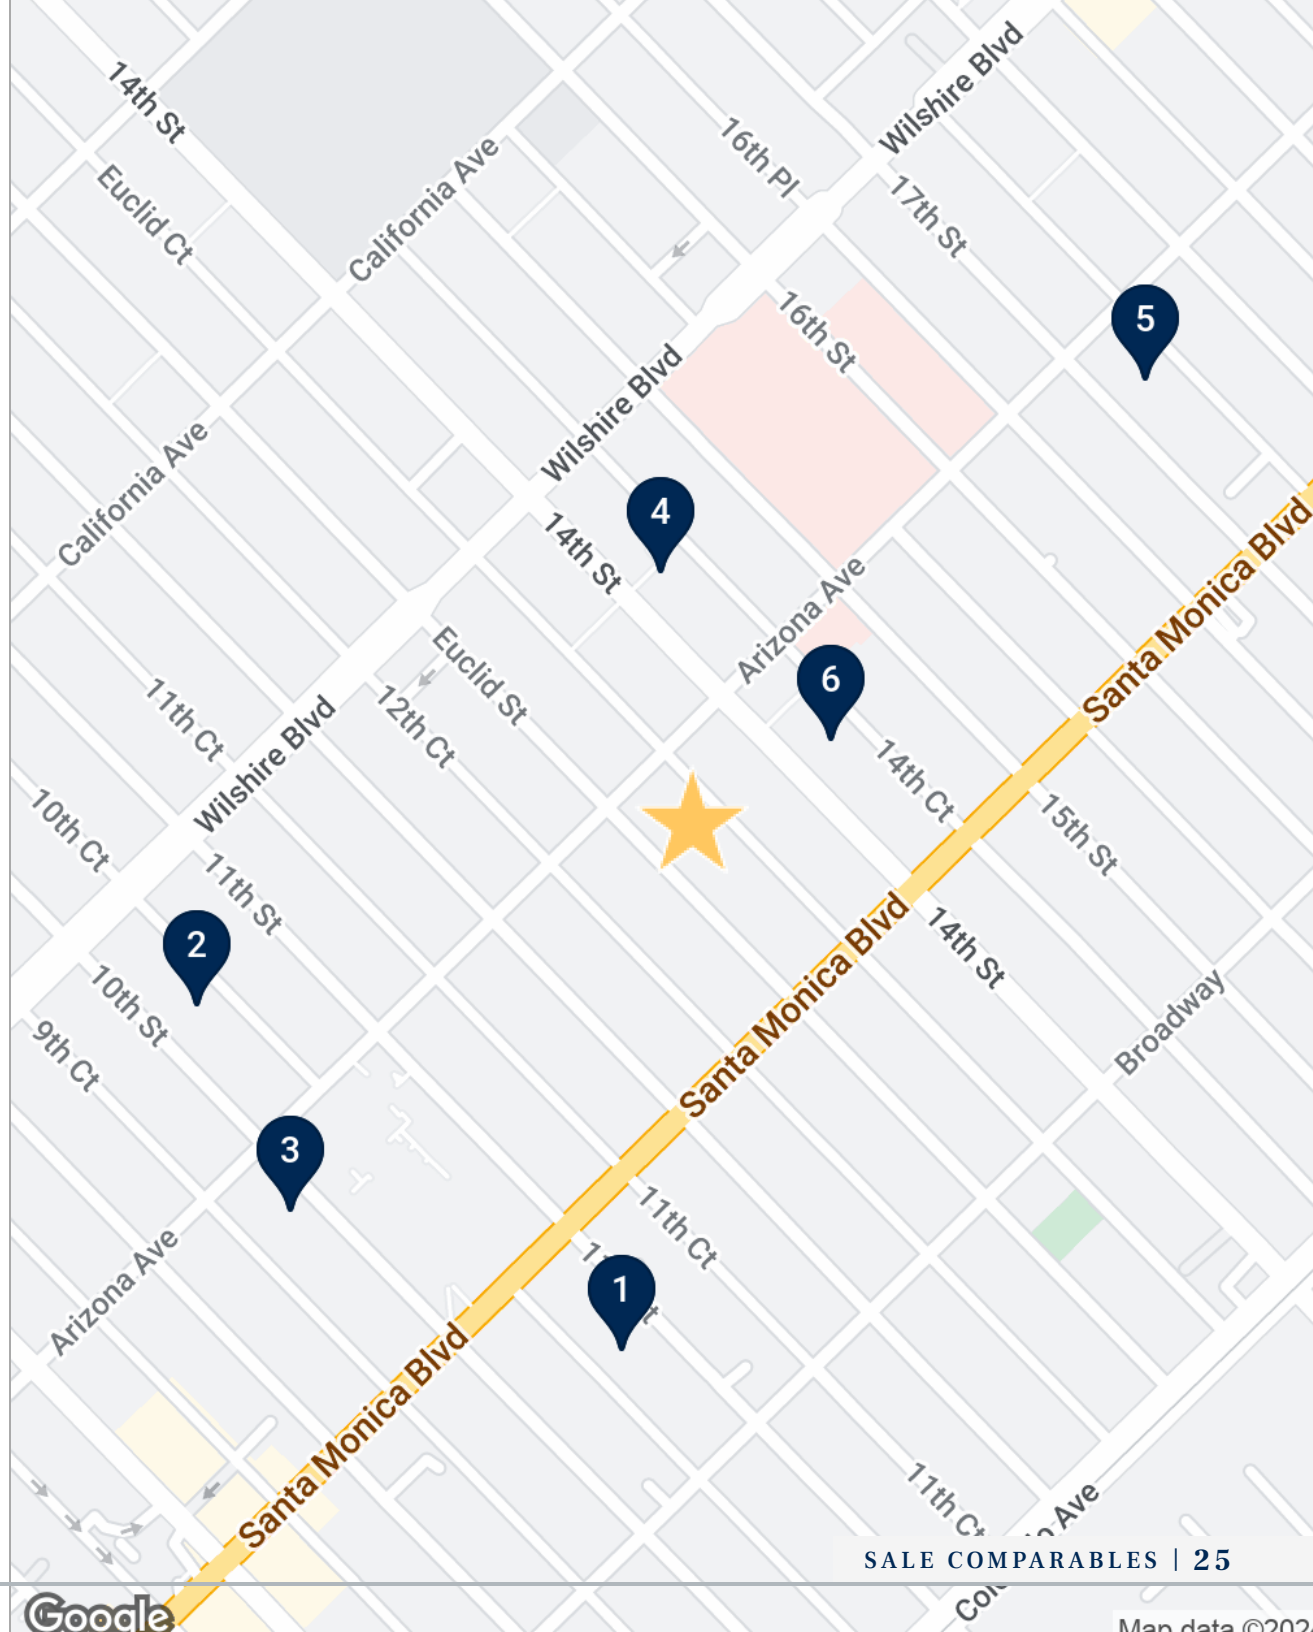 14th St
Wilshire Blvd
16th Pl
California Ave
Euclid Ct
17th St
16th St
5
Wilshire Blvd
California Ave
4
14th St
Santa Monica Blvd
Arizona Ave
Euclid St
6
11th Ct
12th Ct
Wilshire Blvd
14th Ct
10th Ct
15th St
11th St
2
Santa Monica Blvd
14th St
10th St
9th Ct
Broadway
3
11th Ct
Arizona Ave
1
Santa Monica Blvd
11th Ct
Ave
SALE COMPARABLES | 25
Google
Map data